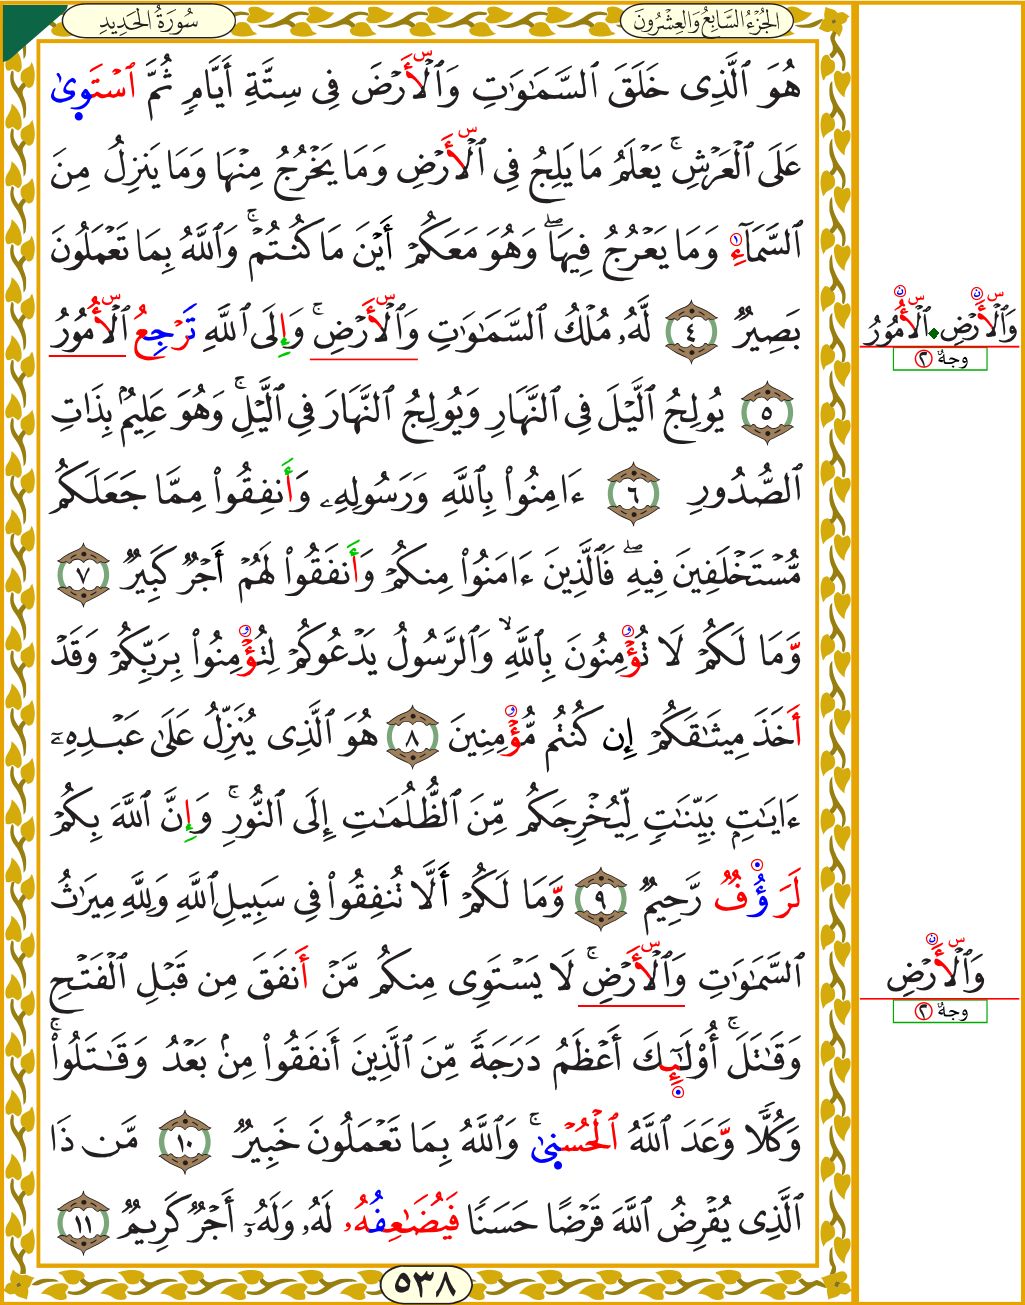 الجُزْءُ السَّابِعُ وَالعِشْرُونَ
سُورَةُ الحَدِيدِ
هُوَ ٱلَّذِى خَلَقَ ٱلسَّمَٰوَٰتِ وَٱلْأَرْضَ فِى سِتَّةِ أَيَّامٍ ثُمَّ ٱسْتَوِىٰ
عَلَى ٱلْعَرْشِ ۚ يَعْلَمُ مَا يَلِجُ فِى ٱلْأَرْضِ وَمَا يَخْرُجُ مِنْهَا وَمَا يَنزِلُ مِنَ
ٱلسَّمَآءِ وَمَا يَعْرُجُ فِيهَا ۖ وَهُوَ مَعَكُمْ أَيْنَ مَا كُنتُمْ ۚ وَٱللَّهُ بِمَا تَعْمَلُونَ
بَصِيرٌ ٤ لَّهُۥ مُلْكُ ٱلسَّمَٰوَٰتِ وَٱلْأَرْضِ ۚ وَإِلَى ٱللَّهِ تَرْجِعُ ٱلْأُمُورُ
٥ يُولِجُ ٱلَّيْلَ فِى ٱلنَّهَارِ وَيُولِجُ ٱلنَّهَارَ فِى ٱلَّيْلِ ۚ وَهُوَ عَلِيمٌۢ بِذَاتِ
ٱلصُّدُورِ ٦ ءَامِنُوا۟ بِٱللَّهِ وَرَسُولِهِۦ وَأَنفِقُوا۟ مِمَّا جَعَلَكُم
مُّسْتَخْلَفِينَ فِيهِ ۖ فَٱلَّذِينَ ءَامَنُوا۟ مِنكُمْ وَأَنفَقُوا۟ لَهُمْ أَجْرٌ كَبِيرٌ ٧
وَمَا لَكُمْ لَا تُؤْمِنُونَ بِٱللَّهِ ۙ وَٱلرَّسُولُ يَدْعُوكُمْ لِتُؤْمِنُوا۟ بِرَبِّكُمْ وَقَدْ
أَخَذَ مِيثَٰقَكُمْ إِن كُنتُم مُّؤْمِنِينَ ٨ هُوَ ٱلَّذِى يُنَزِّلُ عَلَىٰ عَبْدِهِۦٓ
ءَايَٰتٍۭ بَيِّنَٰتٍ لِّيُخْرِجَكُم مِّنَ ٱلظُّلُمَٰتِ إِلَى ٱلنُّورِ ۚ وَإِنَّ ٱللَّهَ بِكُمْ
لَرَؤُفٌ رَّحِيمٌ ٩ وَمَا لَكُمْ أَلَّا تُنفِقُوا۟ فِى سَبِيلِ ٱللَّهِ وَلِلَّهِ مِيرَٰثُ
ٱلسَّمَٰوَٰتِ وَٱلْأَرْضِ ۚ لَا يَسْتَوِى مِنكُم مَّنْ أَنفَقَ مِن قَبْلِ ٱلْفَتْحِ
وَقَٰتَلَ ۚ أُو۟لَٰٓئِكَ أَعْظَمُ دَرَجَةً مِّنَ ٱلَّذِينَ أَنفَقُوا۟ مِنۢ بَعْدُ وَقَٰتَلُوا۟ ۚ
وَكُلًّا وَعَدَ ٱللَّهُ ٱلْحُسْنِىٰ ۚ وَٱللَّهُ بِمَا تَعْمَلُونَ خَبِيرٌ ١٠ مَّن ذَا
ٱلَّذِى يُقْرِضُ ٱللَّهَ قَرْضًا حَسَنًا فَيُضَٰعِفُهُۥ لَهُۥ وَلَهُۥٓ أَجْرٌ كَرِيمٌ ١١
٥٣٨
وَٱلْأَرْضِ ٱلْأُمُورُ
وجهٌ ٢
وَٱلْأَرْضِ
وجهٌ ٢